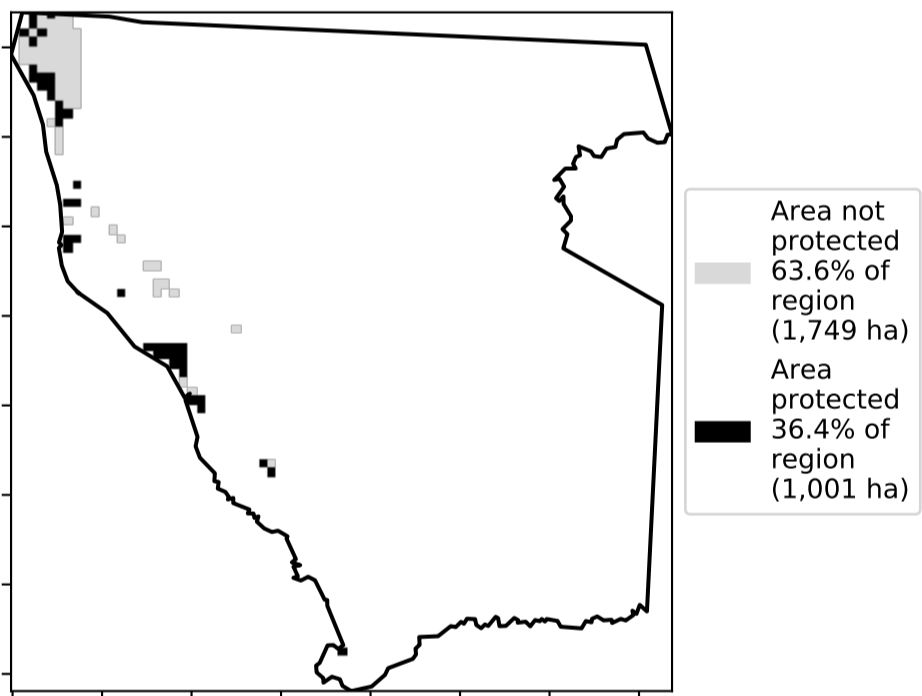 Area not
protected
63.6% of
region
(1,749 ha)
Area
protected
36.4% of
region
(1,001 ha)